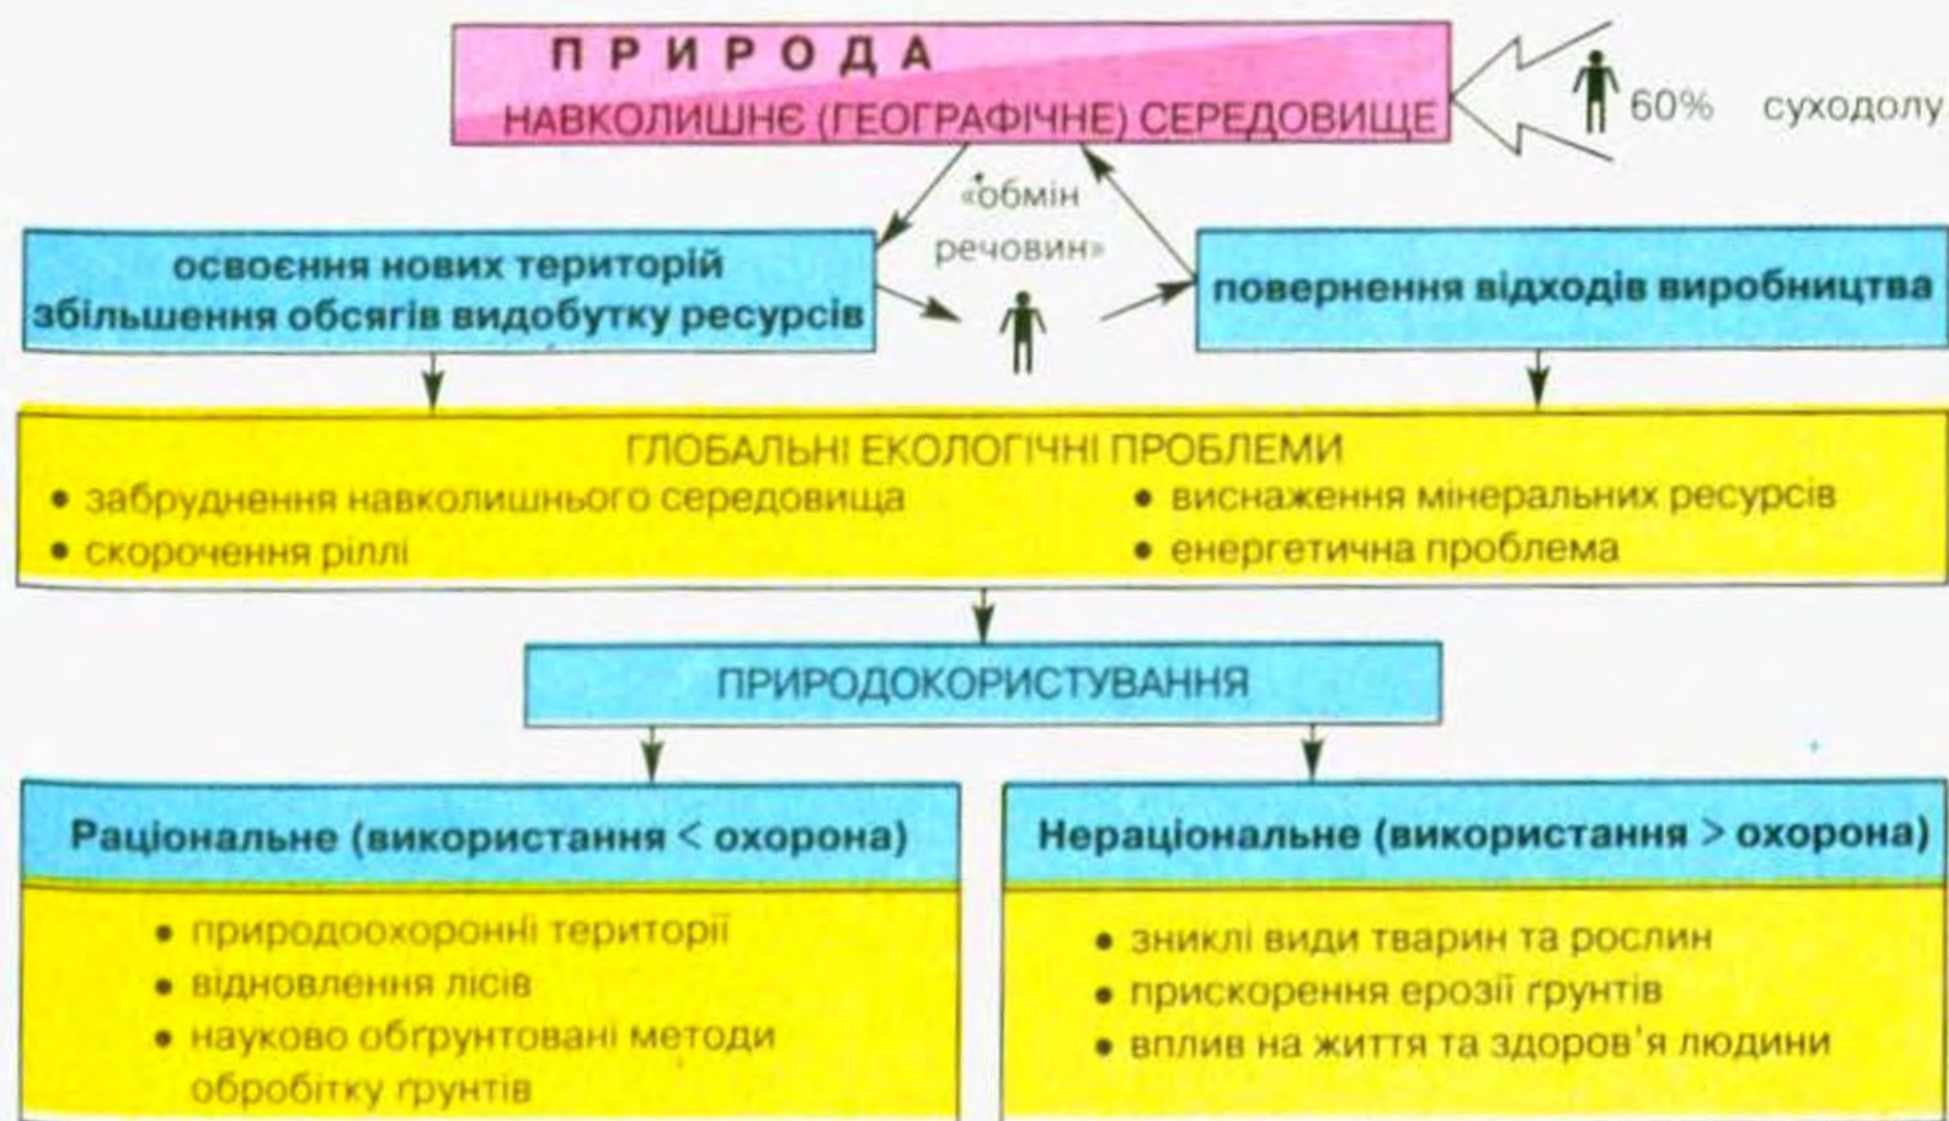 ПРИРОДА
НАВКОЛИШНЄ (ГЕОГРАФІЧНЕ) СЕРЕДОВИЩЕ
60% суходолу
«обмін
речовин»
освоєння нових територій
збільшення обсягів видобутку ресурсів
повернення відходів виробництва
ГЛОБАЛЬНІ ЕКОЛОГІЧНІ ПРОБЛЕМИ
• забруднення навколишнього середовища
• скорочення ріллі
• виснаження мінеральних ресурсів
• енергетична проблема
ПРИРОДОКОРИСТУВАННЯ
Раціональне (використання < охорона)
• природоохоронні території
• відновлення лісів
• науково обґрунтовані методи
обробітку ґрунтів
Нераціональне (використання > охорона)
• зниклі види тварин та рослин
• прискорення ерозії ґрунтів
• вплив на життя та здоров'я людини